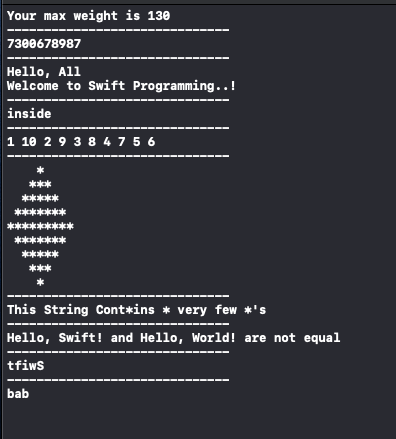 Your max weight is 130
------------------------------
7300678987
------------------------------
Hello, All
Welcome to Swift Programming..!
------------------------------
inside
------------------------------
1 10 2 9 3 8 4 7 5 6
------------------------------
    *
   ***
  *****
 *******
*********
 *******
  *****
   ***
    *
------------------------------
This String Cont*ins * very few *'s
------------------------------
Hello, Swift! and Hello, World! are not equal
------------------------------
tfiwS
------------------------------
bab